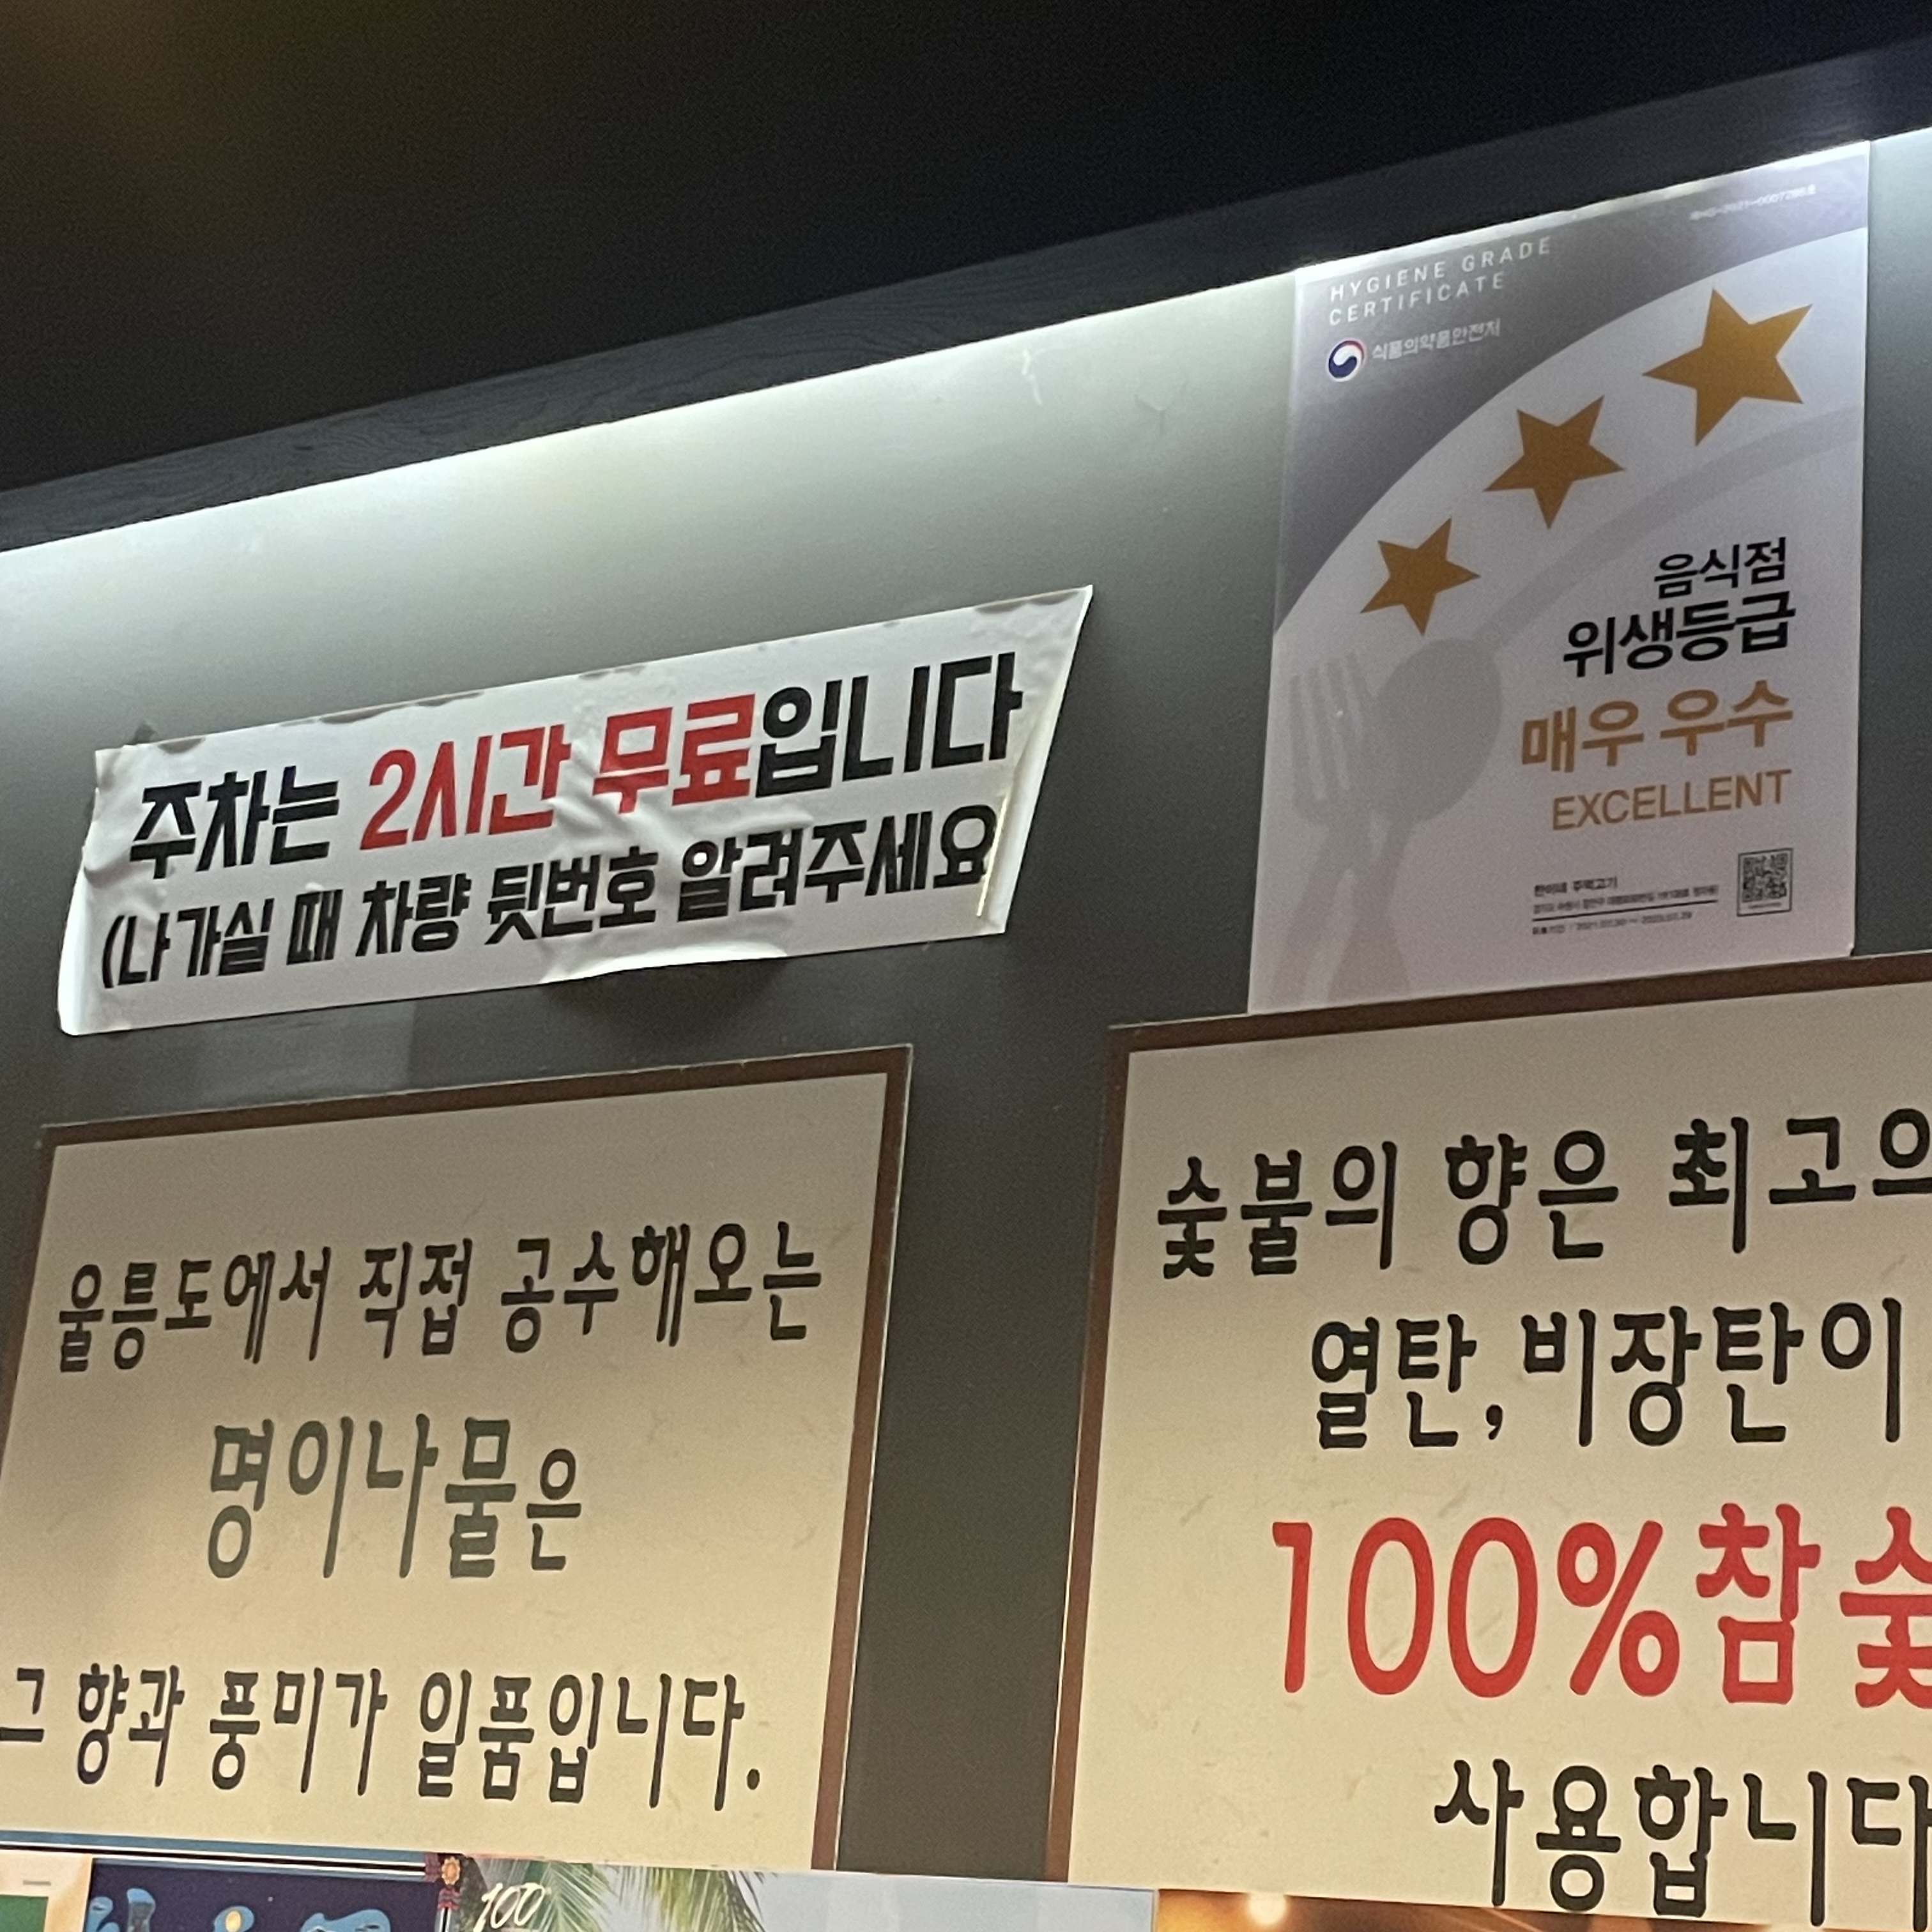 HYGIENE GRADE
CERTIFICATE
식품의약품안전처
음식점
위생등급
매우 우수
EXCELLENT
주차는 2시간 무료입니다
(나가실 때 차량 뒷번호 알려주세요
울릉도에서 직접 공수해오는
명이나물은
그 향과 풍미가 일품입니다.
숯불의 향은 최고의
열탄, 비장탄이
100%참숯
사용합니다
100